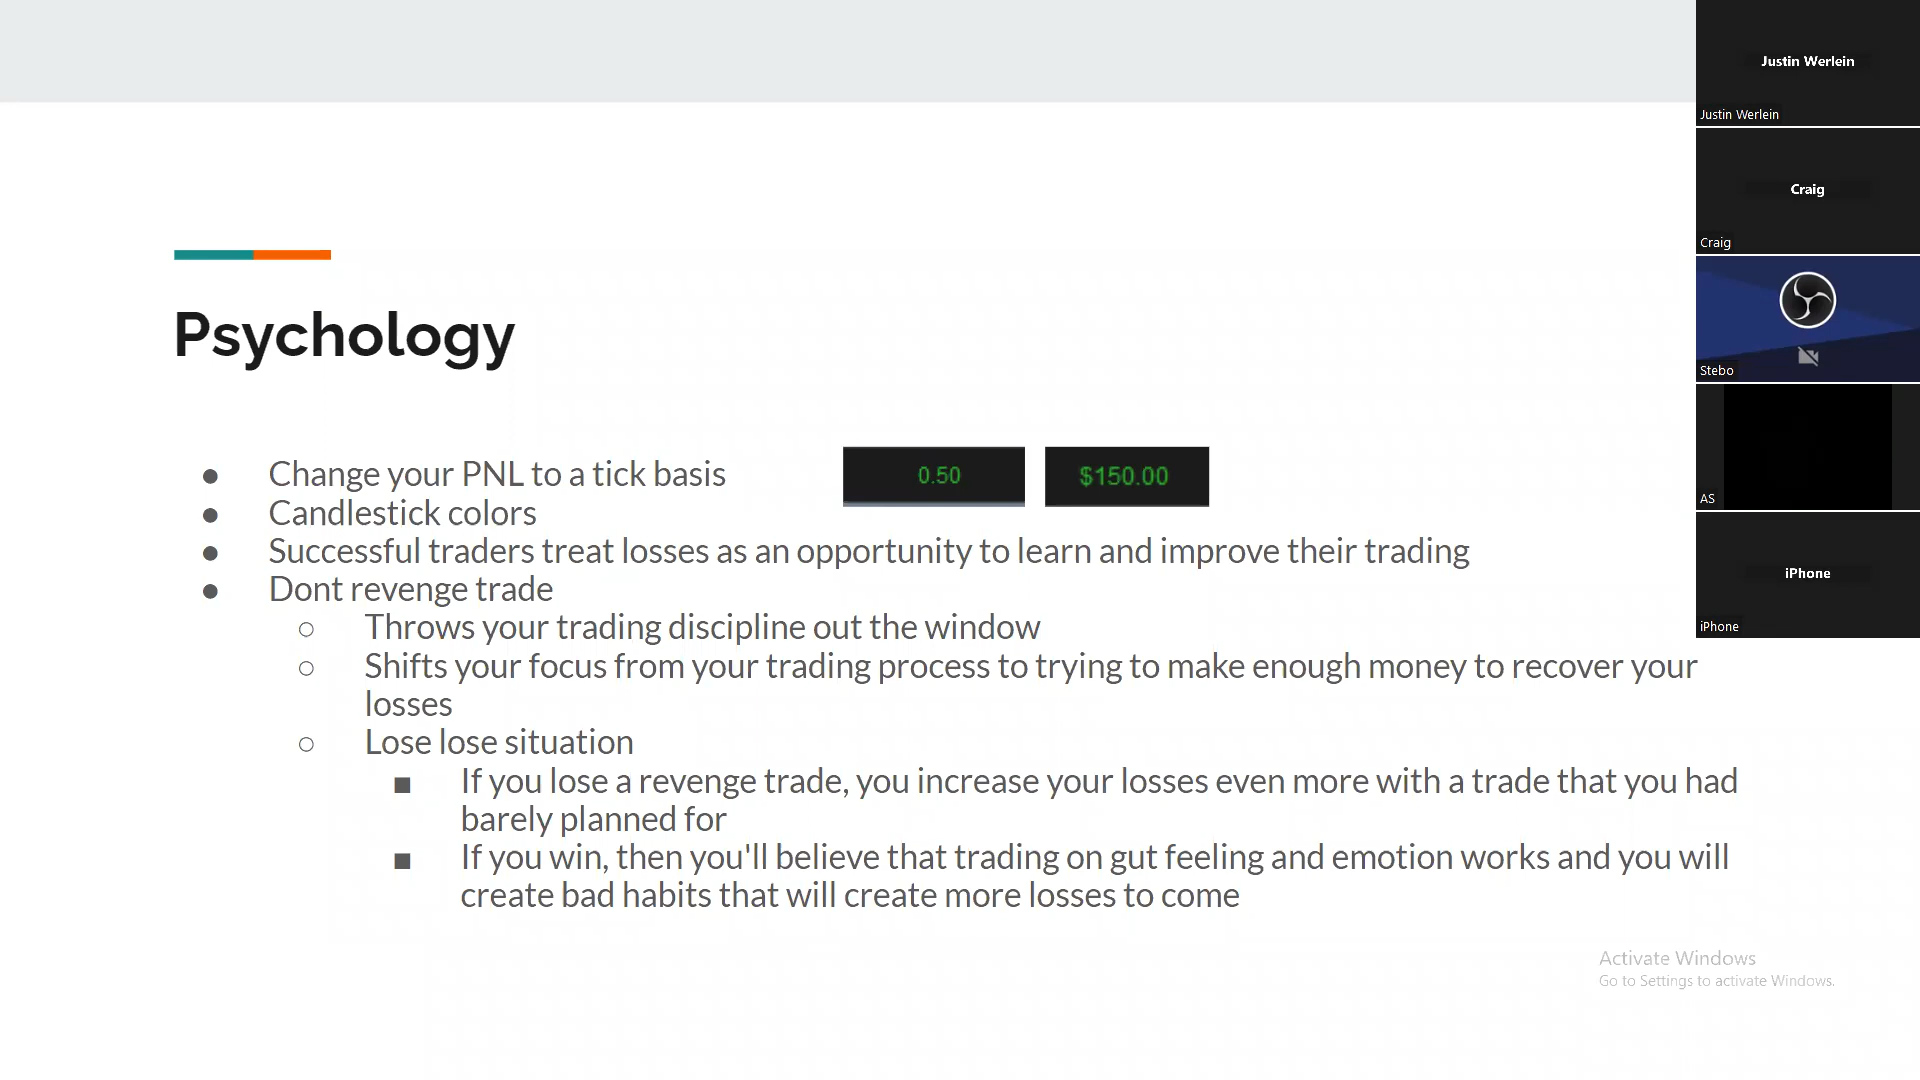 Psychology
● Change your PNL to a tick basis
0.50
$150.00
● Candlestick colors
● Successful traders treat losses as an opportunity to learn and improve their trading
● Dont revenge trade
○ Throws your trading discipline out the window
○ Shifts your focus from your trading process to trying to make enough money to recover your
losses
○ Lose lose situation
■ If you lose a revenge trade, you increase your losses even more with a trade that you had
barely planned for
■ If you win, then you'll believe that trading on gut feeling and emotion works and you will
create bad habits that will create more losses to come
Justin Werlein
Justin Werlein
Craig
Craig
Stebo
AS
iPhone
iPhone
Activate Windows
Go to Settings to activate Windows.